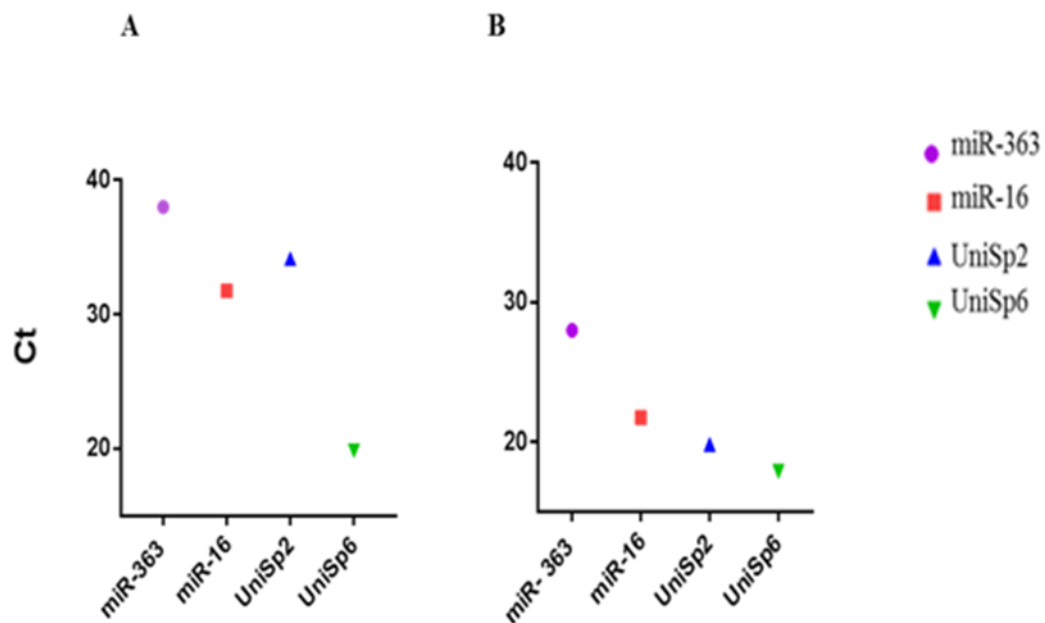 A
B
Ct
40
30
20
miR-363
miR-16
UniSp2
UniSp6
40
30
20
miR- 363
miR-16
UniSp2
UniSp6
miR-363
miR-16
UniSp2
UniSp6